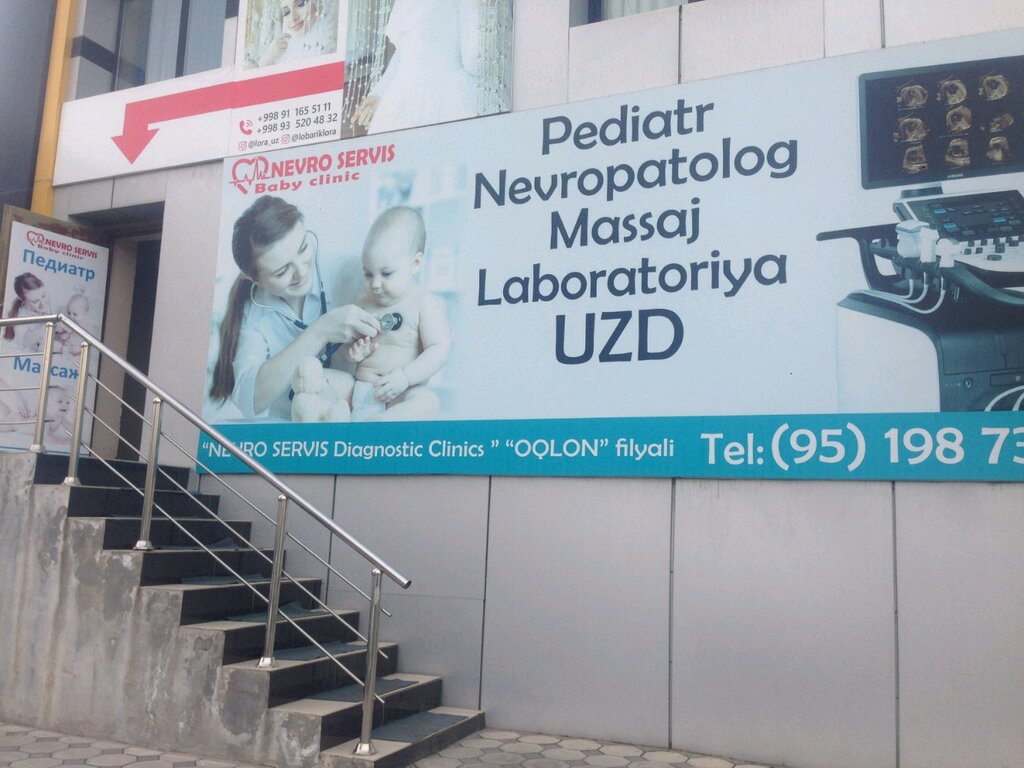 +998 91 165 51 11
+998 93 520 48 32
@lora_uz @lobariklora
NEVRO SERVIS
Baby clinic
Pediatr
Nevropatolog
Massaj
Laboratoriya
UZD
SAMSUNG
NEVRO SERVIS
Baby clinic
Педиатр
Массаж
"NEVRO SERVIS Diagnostic Clinics" "OQLON" filyali Tel: (95) 198 73